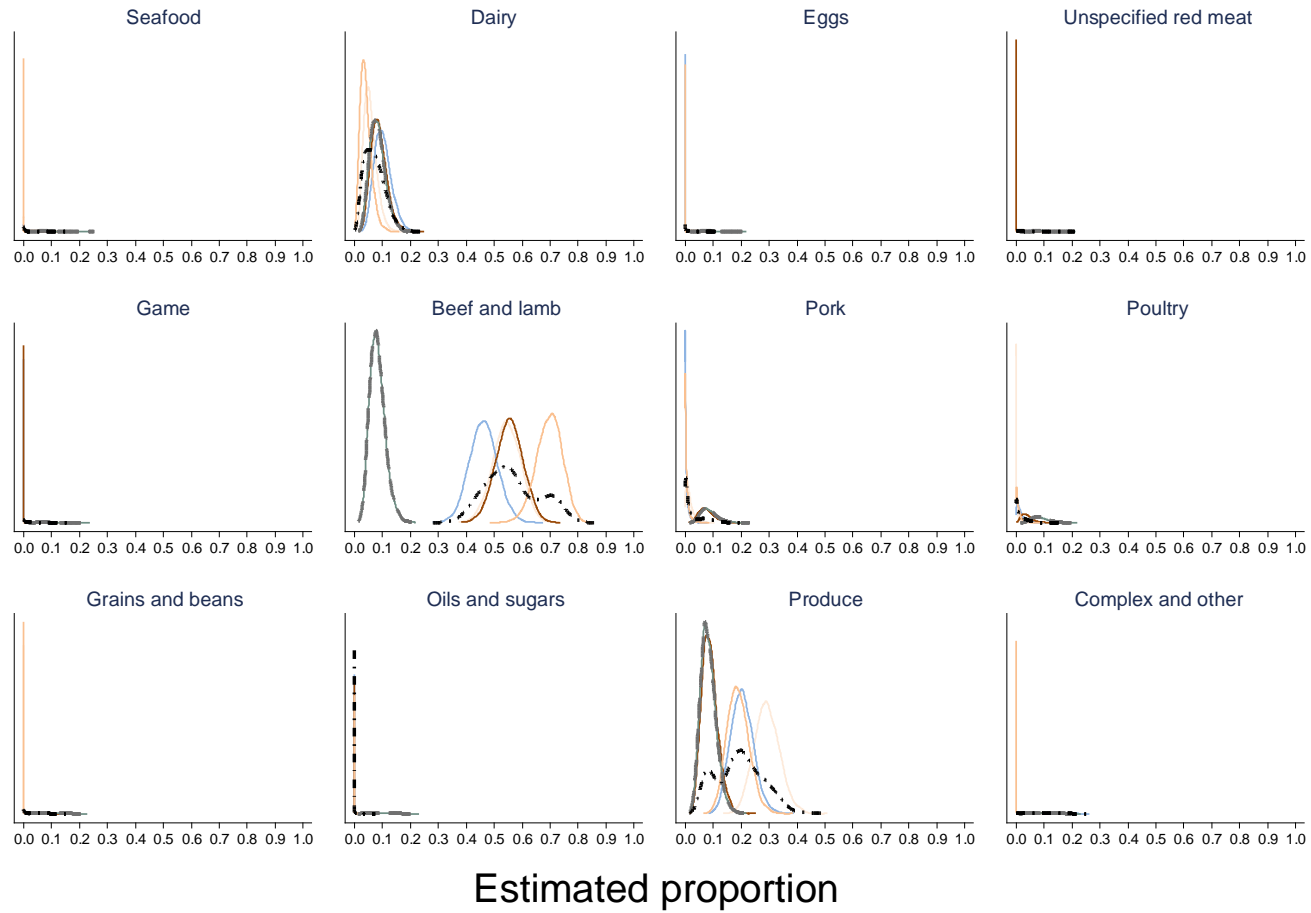 Seafood Dairy Eggs Unspecified red meat
0.0 0.1 0.2 0.3 0.4 0.5 0.6 0.7 0.8 0.9 1.0 0.0 0.1 0.2 0.3 0.4 0.5 0.6 0.7 0.8 0.9 1.0 0.0 0.1 0.2 0.3 0.4 0.5 0.6 0.7 0.8 0.9 1.0 0.0 0.1 0.2 0.3 0.4 0.5 0.6 0.7 0.8 0.9 1.0
Game Beef and lamb Pork Poultry
0.0 0.1 0.2 0.3 0.4 0.5 0.6 0.7 0.8 0.9 1.0 0.0 0.1 0.2 0.3 0.4 0.5 0.6 0.7 0.8 0.9 1.0 0.0 0.1 0.2 0.3 0.4 0.5 0.6 0.7 0.8 0.9 1.0 0.0 0.1 0.2 0.3 0.4 0.5 0.6 0.7 0.8 0.9 1.0
Grains and beans Oils and sugars Produce Complex and other
0.0 0.1 0.2 0.3 0.4 0.5 0.6 0.7 0.8 0.9 1.0 0.0 0.1 0.2 0.3 0.4 0.5 0.6 0.7 0.8 0.9 1.0 0.0 0.1 0.2 0.3 0.4 0.5 0.6 0.7 0.8 0.9 1.0 0.0 0.1 0.2 0.3 0.4 0.5 0.6 0.7 0.8 0.9 1.0
Estimated proportion